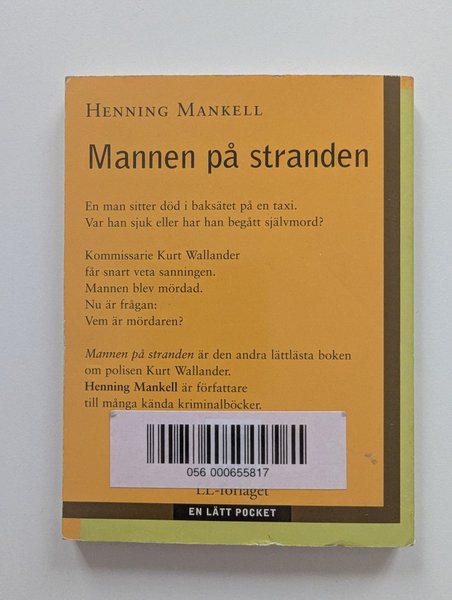 HENNING MANKELL
Mannen på stranden
En man sitter död i baksätet på en taxi.
Var han sjuk eller har han begått självmord?
Kommissarie Kurt Wallander
får snart veta sanningen.
Mannen blev mördad.
Nu är frågan:
Vem är mördaren?
Mannen på stranden är den andra lättlästa boken
om polisen Kurt Wallander.
Henning Mankell är författare
till många kända kriminalböcker.
056 000655817
LL-förlaget
EN LÄTT POCKET